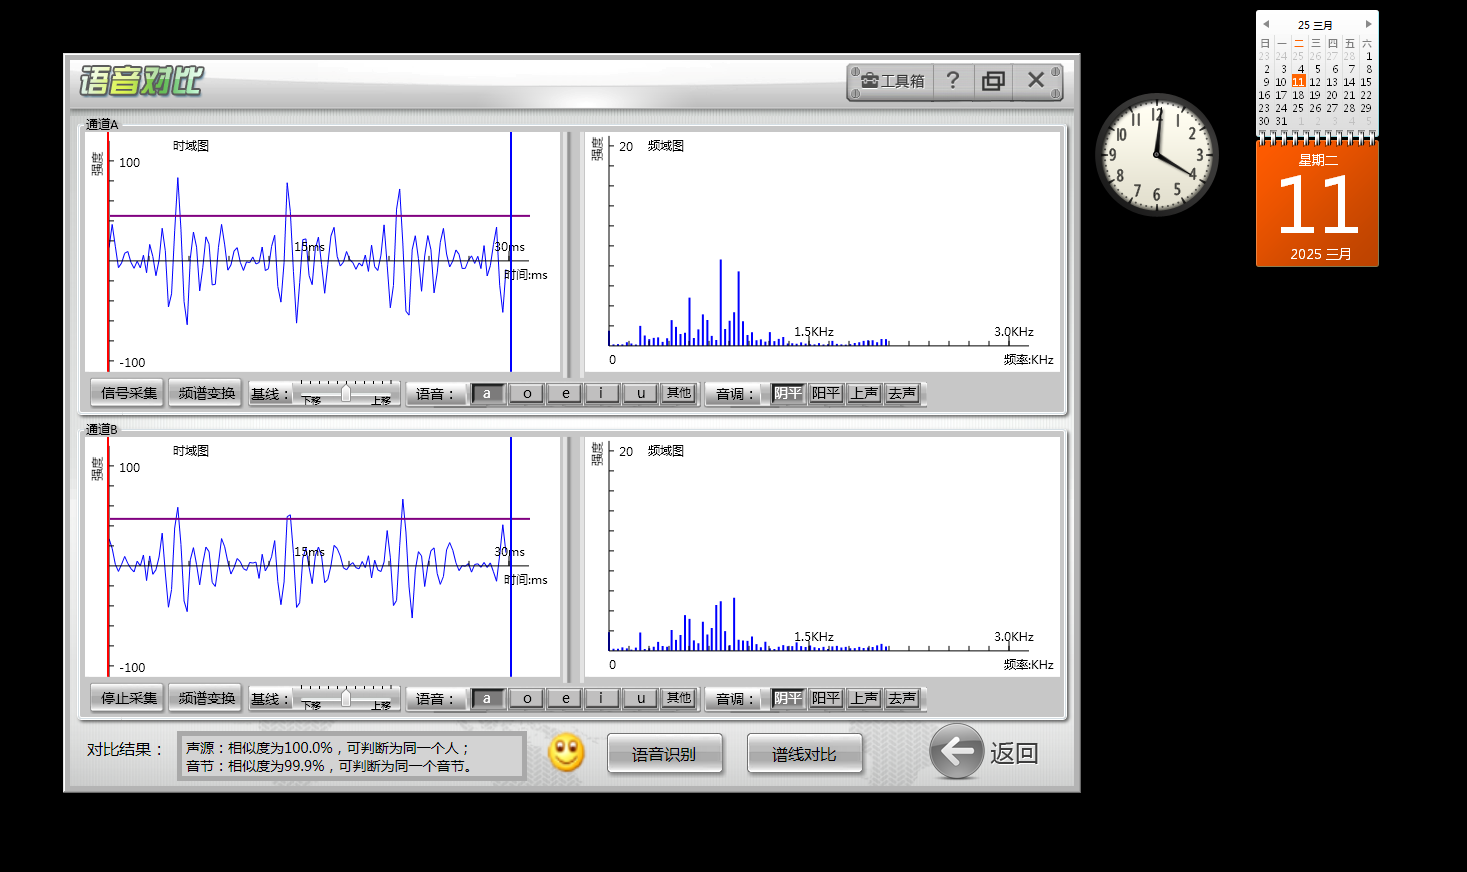 语音对比
工具箱 ?
通道A
强度
100
时域图
15ms
30ms
时间:ms
-100
强度
20
频域图
1.5KHz
3.0KHz
0
频率:KHz
信号采集 频谱变换 基线： 下移 上移 语音： a o e i u 其他 音调： 阴平 阳平 上声 去声
通道B
强度
100
时域图
15ms
30ms
时间:ms
-100
强度
20
频域图
1.5KHz
3.0KHz
0
频率:KHz
停止采集 频谱变换 基线： 下移 上移 语音： a o e i u 其他 音调： 阴平 阳平 上声 去声
对比结果：
声源：相似度为100.0%，可判断为同一个人；
音节：相似度为99.9%，可判断为同一个音节。
语音识别
谱线对比
返回
12 1 2 3 4 5 6 7 8 9 10 11
25 三月
日 一 二 三 四 五 六
23 24 25 26 27 28 1
2 3 4 5 6 7 8
9 10 11 12 13 14 15
16 17 18 19 20 21 22
23 24 25 26 27 28 29
30 31 1 2 3 4 5
星期二
11
2025 三月